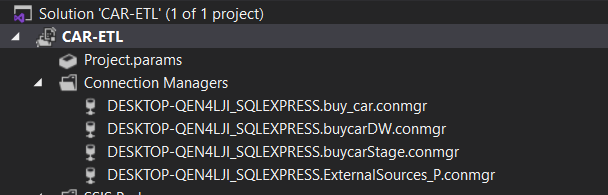 Solution 'CAR-ETL' (1 of 1 project)
CAR-ETL
Project.params
Connection Managers
DESKTOP-QEN4LJI_SQLEXPRESS.buy_car.conmgr
DESKTOP-QEN4LJI_SQLEXPRESS.buycarDW.conmgr
DESKTOP-QEN4LJI_SQLEXPRESS.buycarStage.conmgr
DESKTOP-QEN4LJI_SQLEXPRESS.ExternalSources_P.conmgr